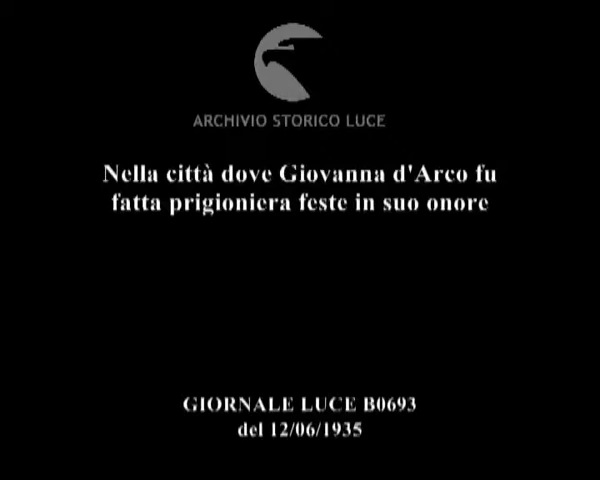 ARCHIVIO STORICO LUCE
Nella città dove Giovanna d'Arco fu
fatta prigioniera feste in suo onore
GIORNALE LUCE B0693
del 12/06/1935